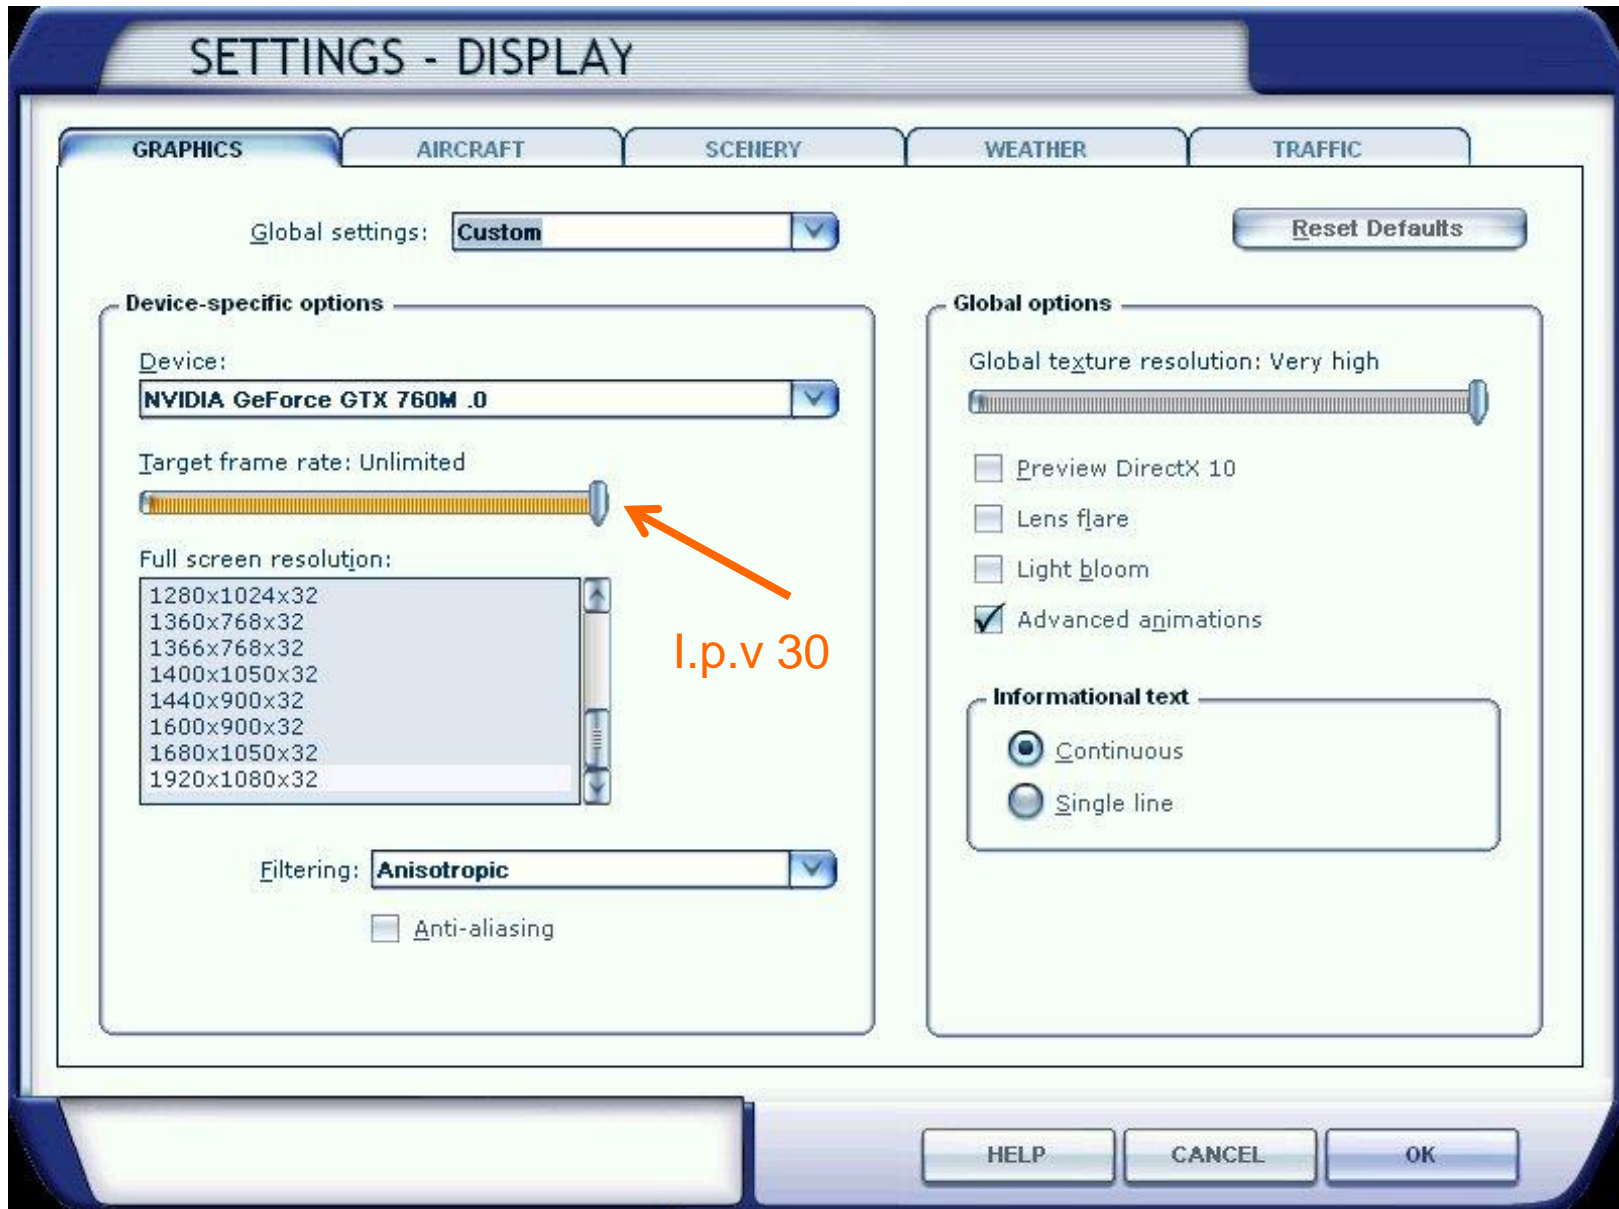 SETTINGS - DISPLAY
GRAPHICS
AIRCRAFT
SCENERY
WEATHER
TRAFFIC
Global settings: Custom
Reset Defaults
Device-specific options
Device:
NVIDIA GeForce GTX 760M .0
Target frame rate: Unlimited
Full screen resolution:
1280x1024x32
1360x768x32
1366x768x32
1400x1050x32
1440x900x32
1600x900x32
1680x1050x32
1920x1080x32
I.p.v 30
Filtering: Anisotropic
Anti-aliasing
Global options
Global texture resolution: Very high
Preview DirectX 10
Lens flare
Light bloom
Advanced animations
Informational text
Continuous
Single line
HELP
CANCEL
OK